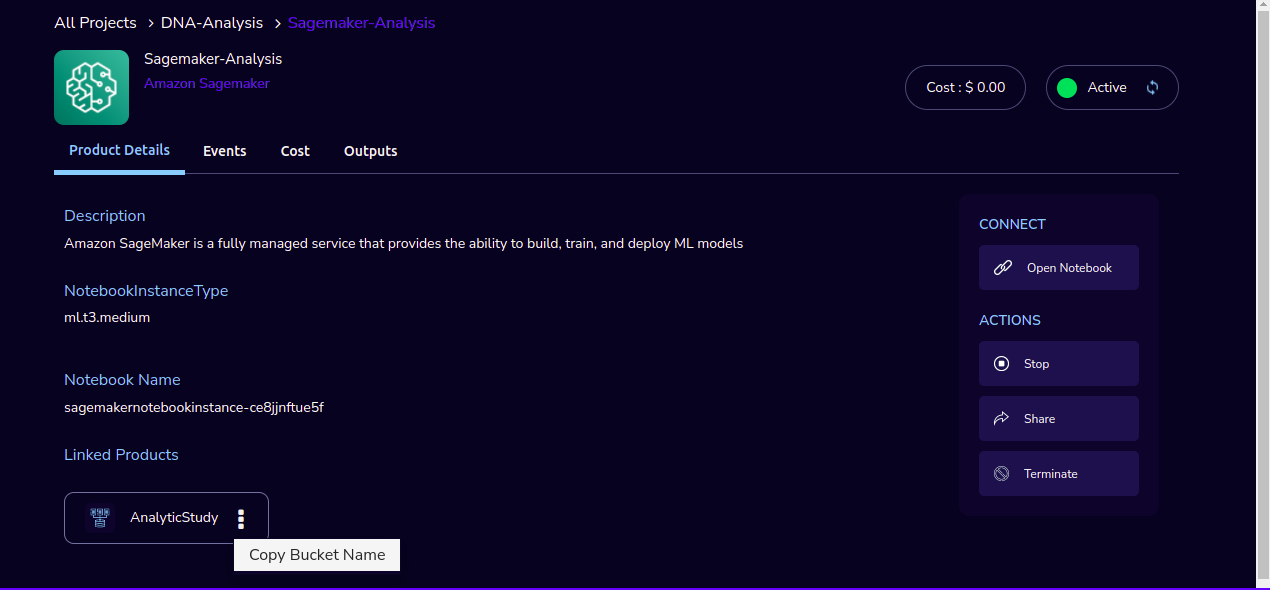 All Projects > DNA-Analysis > Sagemaker-Analysis
Sagemaker-Analysis
Amazon Sagemaker
Cost : $ 0.00
Active
Product Details
Events
Cost
Outputs
Description
Amazon SageMaker is a fully managed service that provides the ability to build, train, and deploy ML models
NotebookInstanceType
ml.t3.medium
Notebook Name
sagemakernotebookinstance-ce8jjnftue5f
Linked Products
AnalyticStudy
Copy Bucket Name
CONNECT
Open Notebook
ACTIONS
Stop
Share
Terminate